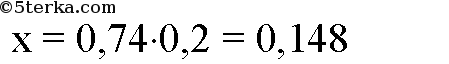 ©5terka.com
x = 0,74·0,2 = 0,148